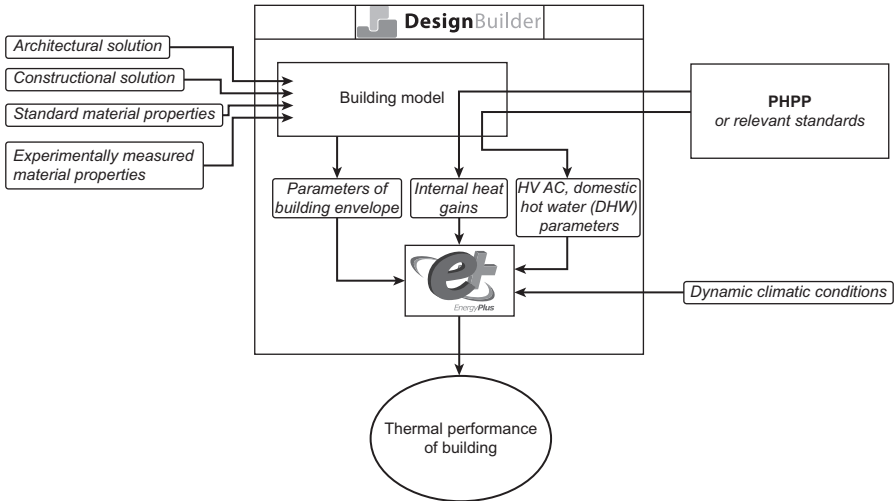 DesignBuilder
Architectural solution
Constructional solution
Standard material properties
Experimentally measured
material properties
Building model
PHPP
or relevant standards
Parameters of
building envelope
Internal heat
gains
HV AC, domestic
hot water (DHW)
parameters
et
EnergyPlus
Dynamic climatic conditions
Thermal performance
of building